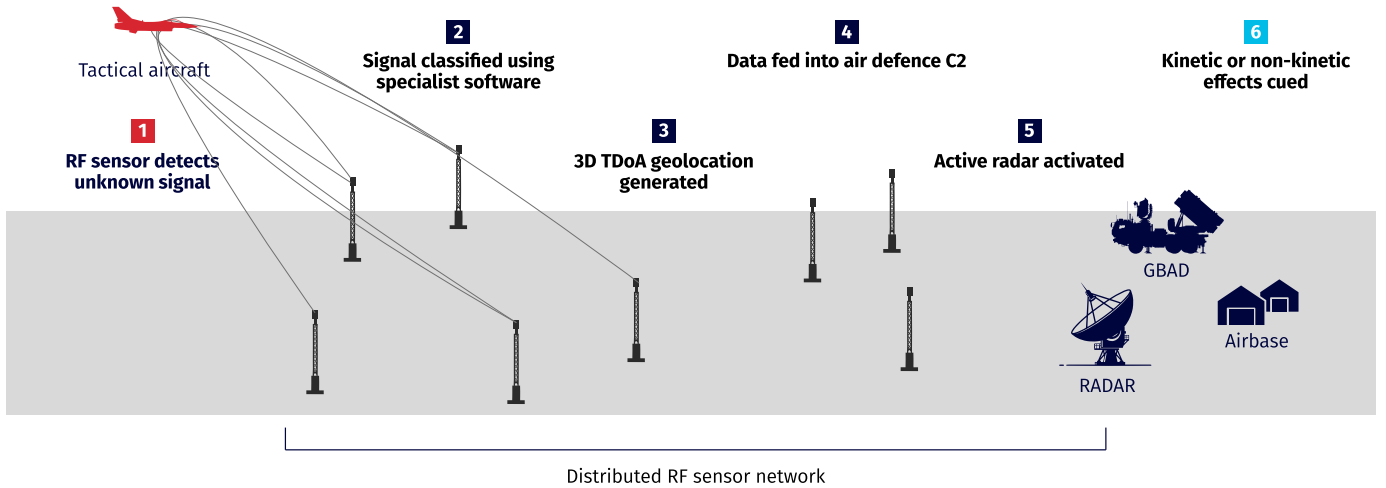 Tactical aircraft
1
RF sensor detects
unknown signal
2
Signal classified using
specialist software
3
3D TDoA geolocation
generated
4
Data fed into air defence C2
5
Active radar activated
6
Kinetic or non-kinetic
effects cued
GBAD
Airbase
RADAR
Distributed RF sensor network